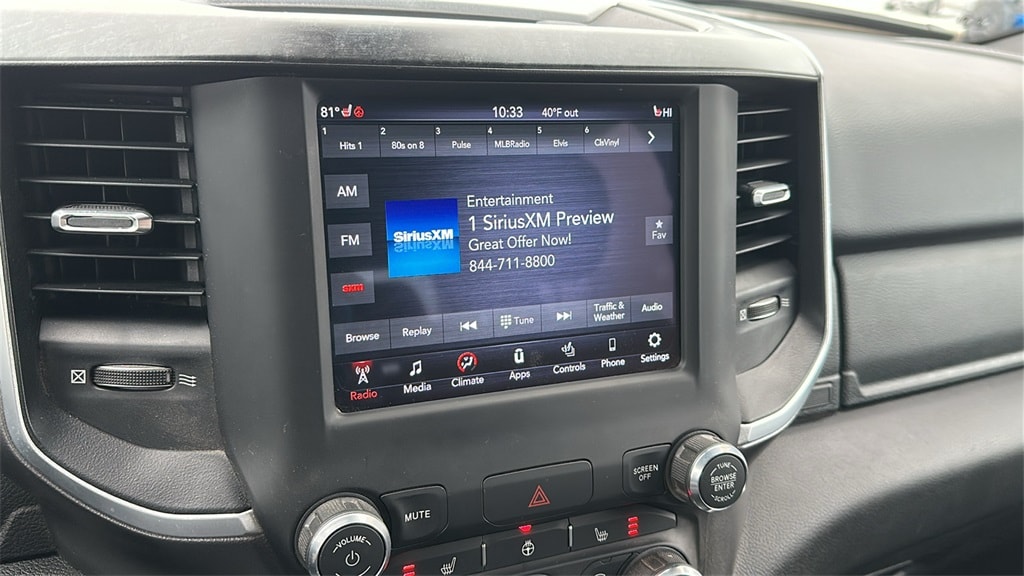 81° 10:33 40°F out HI
1 Hits 1 2 80s on 8 3 Pulse 4 MLBRadio 5 Elvis 6 ClsVinyl
AM
FM
SXM
SiriusXM
Entertainment
1 SiriusXM Preview
Great Offer Now!
844-711-8800
Fav
Browse Replay Tune Traffic & Weather Audio
Radio Media Climate Apps Controls Phone Settings
MUTE
SCREEN OFF
VOLUME
TUNE
BROWSE
ENTER
SCROLL